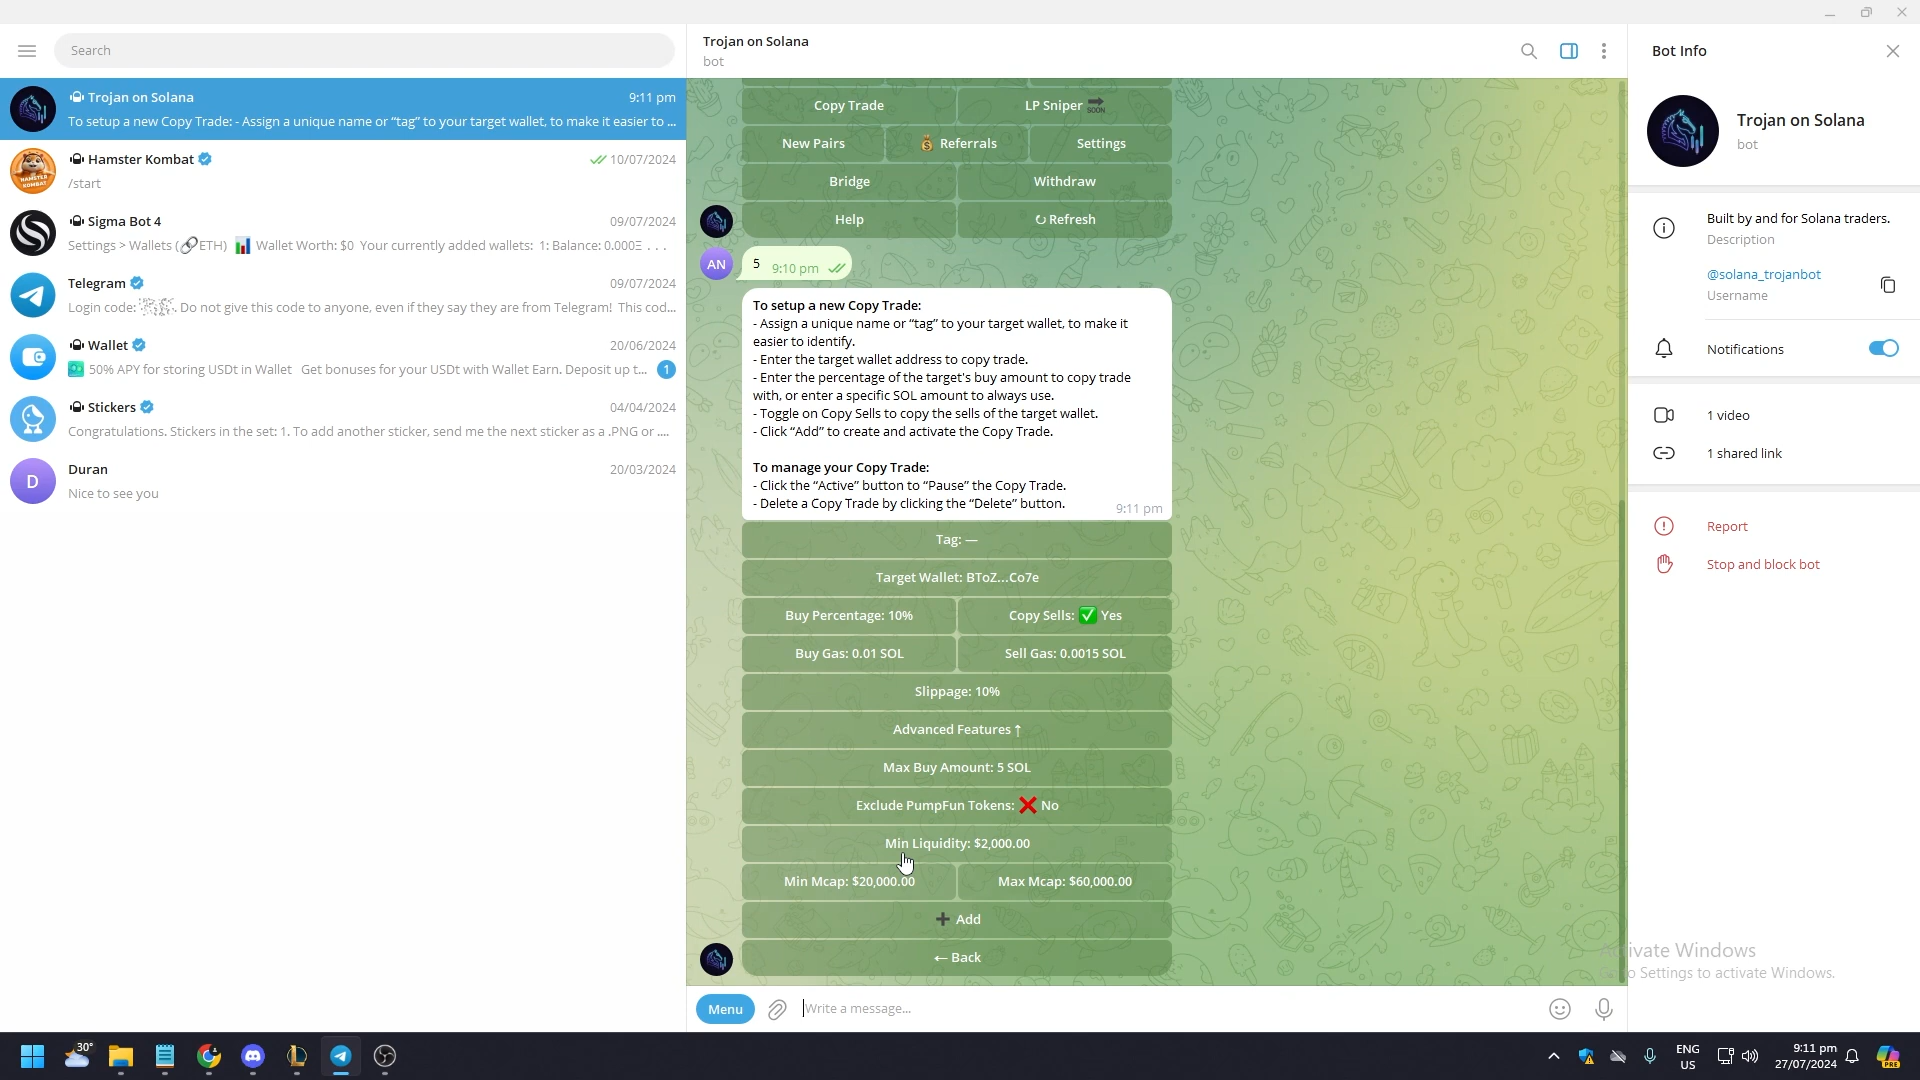 Search
Trojan on Solana
9:11 pm
To setup a new Copy Trade: - Assign a unique name or “tag” to your target wallet, to make it easier to ...
Hamster Kombat
10/07/2024
/start
Sigma Bot 4
09/07/2024
Settings > Wallets (🔗ETH) 📊 Wallet Worth: $0 Your currently added wallets: 1: Balance: 0.000Ξ . . .
Telegram
09/07/2024
Login code: . Do not give this code to anyone, even if they say they are from Telegram! This cod...
Wallet
20/06/2024
50% APY for storing USDt in Wallet Get bonuses for your USDt with Wallet Earn. Deposit up t...
1
Stickers
04/04/2024
Congratulations. Stickers in the set: 1. To add another sticker, send me the next sticker as a .PNG or ....
D
Duran
20/03/2024
Nice to see you
Trojan on Solana
bot
Copy Trade
LP Sniper 🔜
New Pairs
💰 Referrals
Settings
Bridge
Withdraw
Help
↻ Refresh
AN
5
9:10 pm
To setup a new Copy Trade:
- Assign a unique name or “tag” to your target wallet, to make it
easier to identify.
- Enter the target wallet address to copy trade.
- Enter the percentage of the target's buy amount to copy trade
with, or enter a specific SOL amount to always use.
- Toggle on Copy Sells to copy the sells of the target wallet.
- Click “Add” to create and activate the Copy Trade.
To manage your Copy Trade:
- Click the “Active” button to “Pause” the Copy Trade.
- Delete a Copy Trade by clicking the “Delete” button.
9:11 pm
Tag: —
Target Wallet: BToZ...Co7e
Buy Percentage: 10%
Copy Sells: ✅ Yes
Buy Gas: 0.01 SOL
Sell Gas: 0.0015 SOL
Slippage: 10%
Advanced Features ↑
Max Buy Amount: 5 SOL
Exclude PumpFun Tokens: ❌ No
Min Liquidity: $2,000.00
Min Mcap: $20,000.00
Max Mcap: $60,000.00
➕ Add
← Back
Menu
Write a message...
Bot Info
Trojan on Solana
bot
Built by and for Solana traders.
Description
@solana_trojanbot
Username
Notifications
1 video
1 shared link
Report
Stop and block bot
Windows
to Settings to activate Windows.
30°
ENG
US
9:11 pm
27/07/2024
PRE